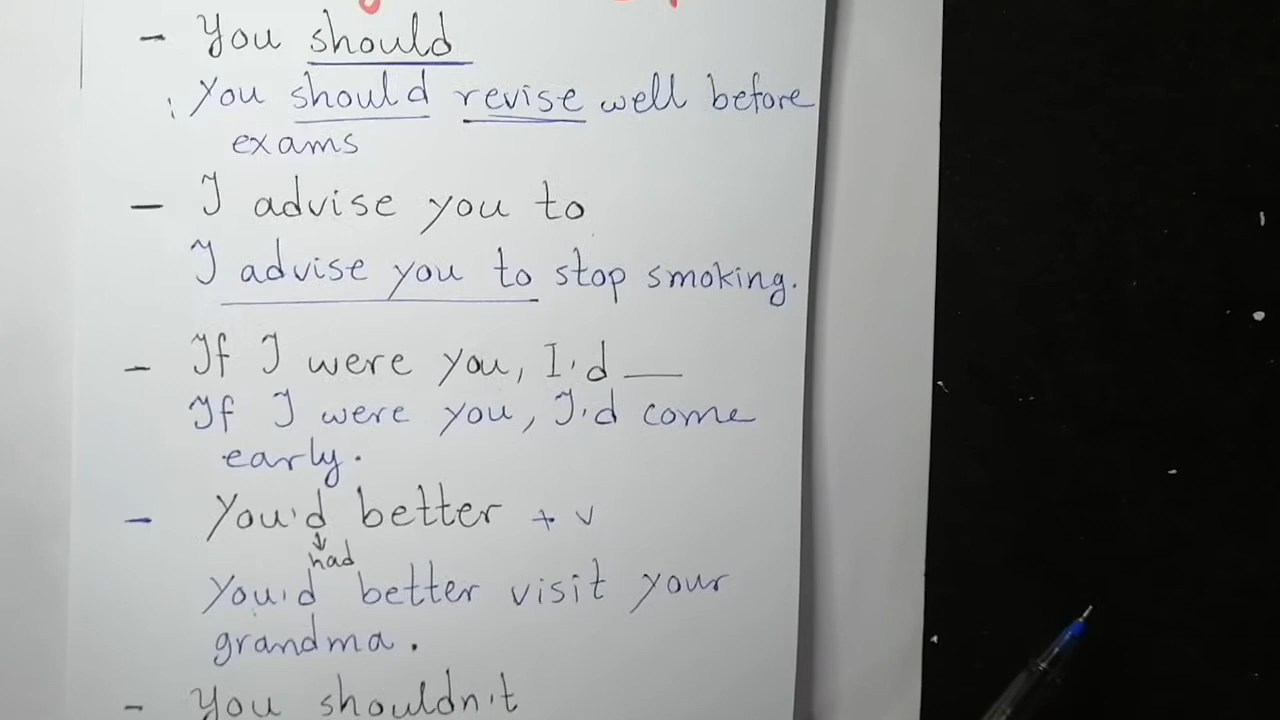 - You should
You should revise well before
exams
- I advise you to
I advise you to stop smoking.
- If I were you, I'd __
If I were you, I'd come
early.
- You'd better + v
had
You'd better visit your
grandma.
- You shouldn't